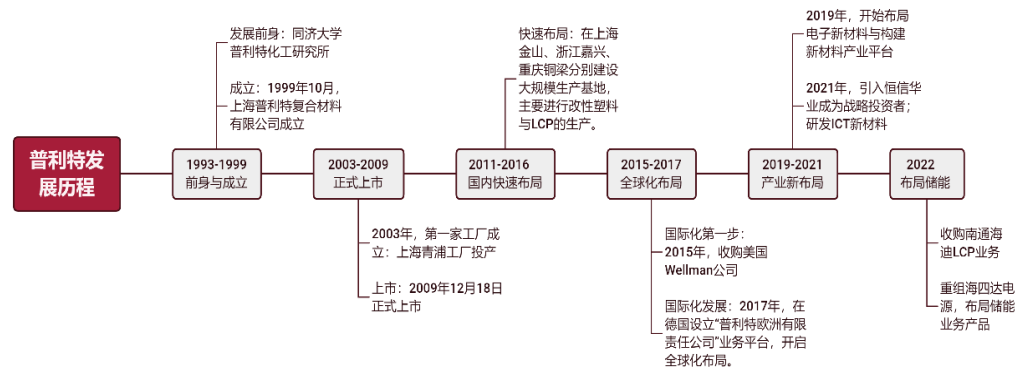 普利特发
展历程
1993-1999
前身与成立
发展前身：同济大学
普利特化工研究所
成立：1999年10月，
上海普利特复合材料
有限公司成立
2003-2009
正式上市
2003年，第一家工厂成
立：上海青浦工厂投产
上市：2009年12月18日
正式上市
2011-2016
国内快速布局
快速布局：在上海
金山、浙江嘉兴、
重庆铜梁分别建设
大规模生产基地，
主要进行改性塑料
与LCP的生产。
2015-2017
全球化布局
国际化第一步：
2015年，收购美国
Wellman公司
国际化发展：2017年，在
德国设立“普利特欧洲有限
责任公司”业务平台，开启
全球化布局。
2019-2021
产业新布局
2019年，开始布局
电子新材料与构建
新材料产业平台
2021年，引入恒信华
业成为战略投资者；
研发ICT新材料
2022
布局储能
收购南通海
迪LCP业务
重组海四达电
源，布局储能
业务产品